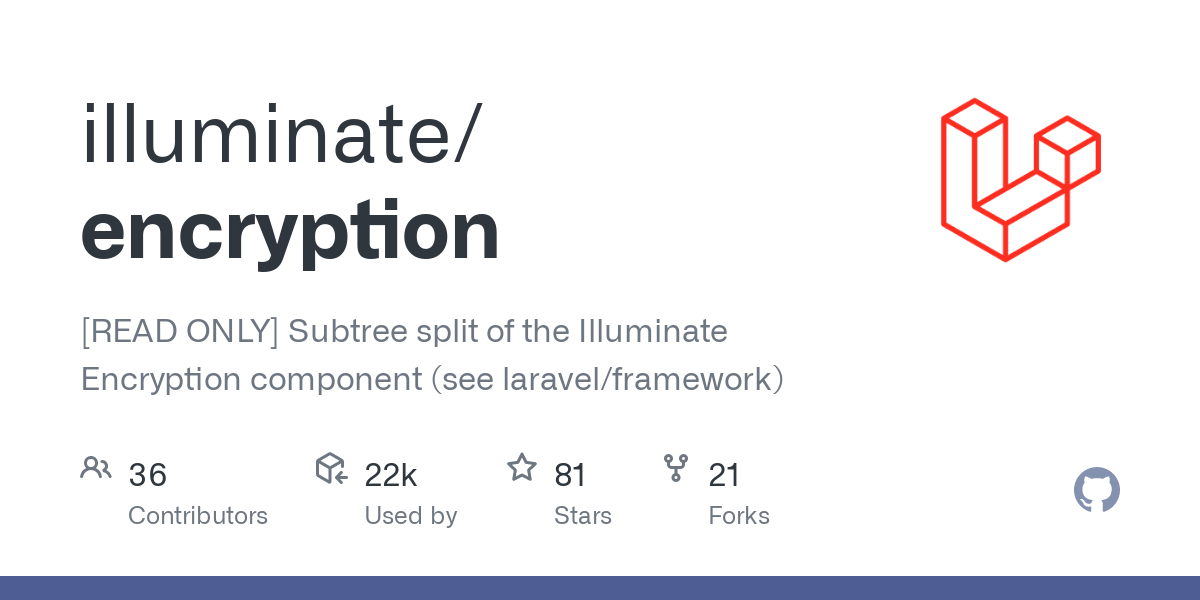 illuminate/
encryption
[READ ONLY] Subtree split of the Illuminate
Encryption component (see laravel/framework)
36 22k 81 21
Contributors Used by Stars Forks